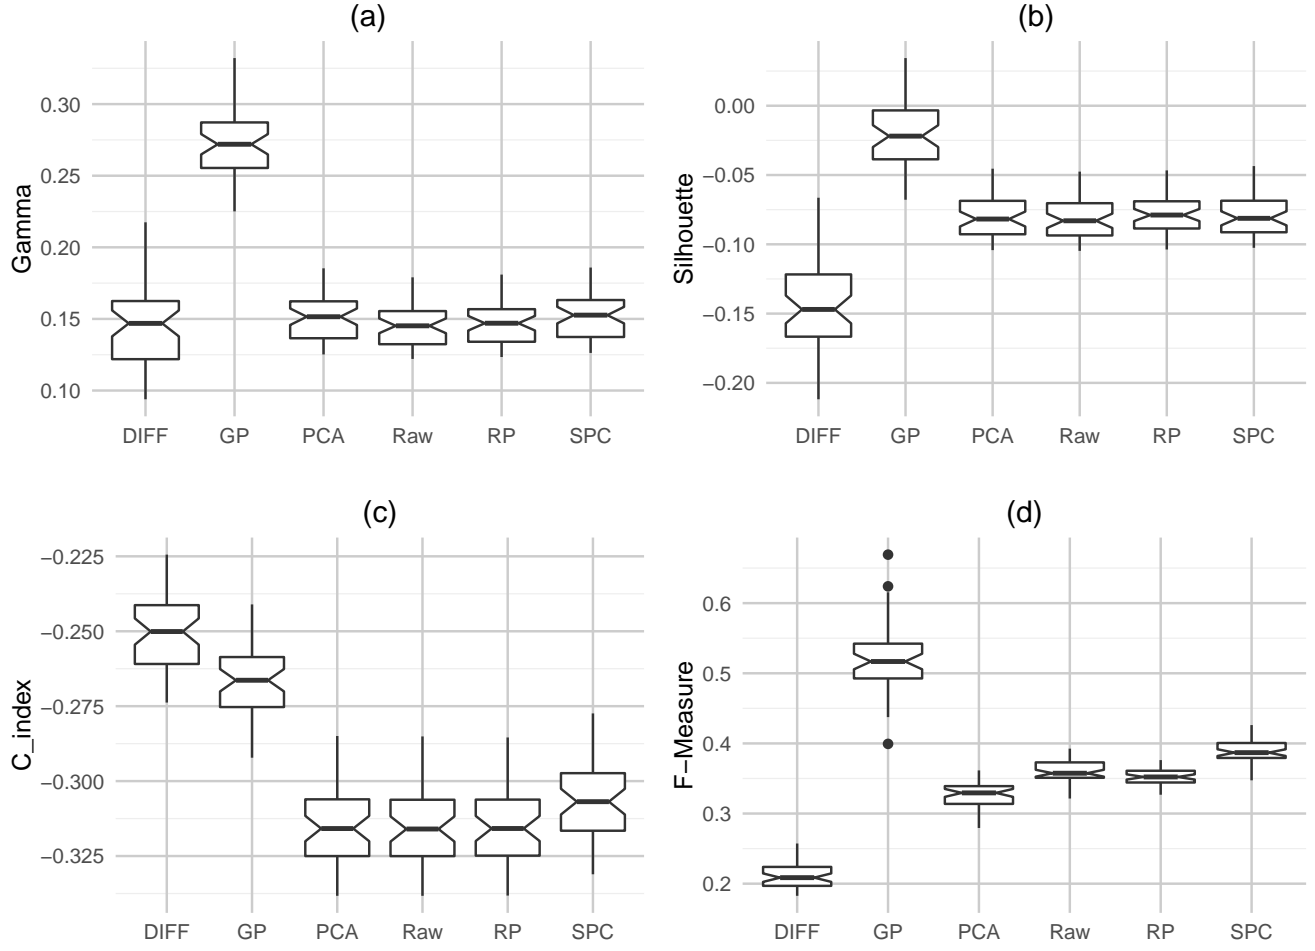 (a)
Gamma
0.30
0.25
0.20
0.15
0.10
DIFF GP PCA Raw RP SPC
(b)
Silhouette
0.00
−0.05
−0.10
−0.15
−0.20
DIFF GP PCA Raw RP SPC
(c)
C_index
−0.225
−0.250
−0.275
−0.300
−0.325
DIFF GP PCA Raw RP SPC
(d)
F−Measure
0.6
0.5
0.4
0.3
0.2
DIFF GP PCA Raw RP SPC